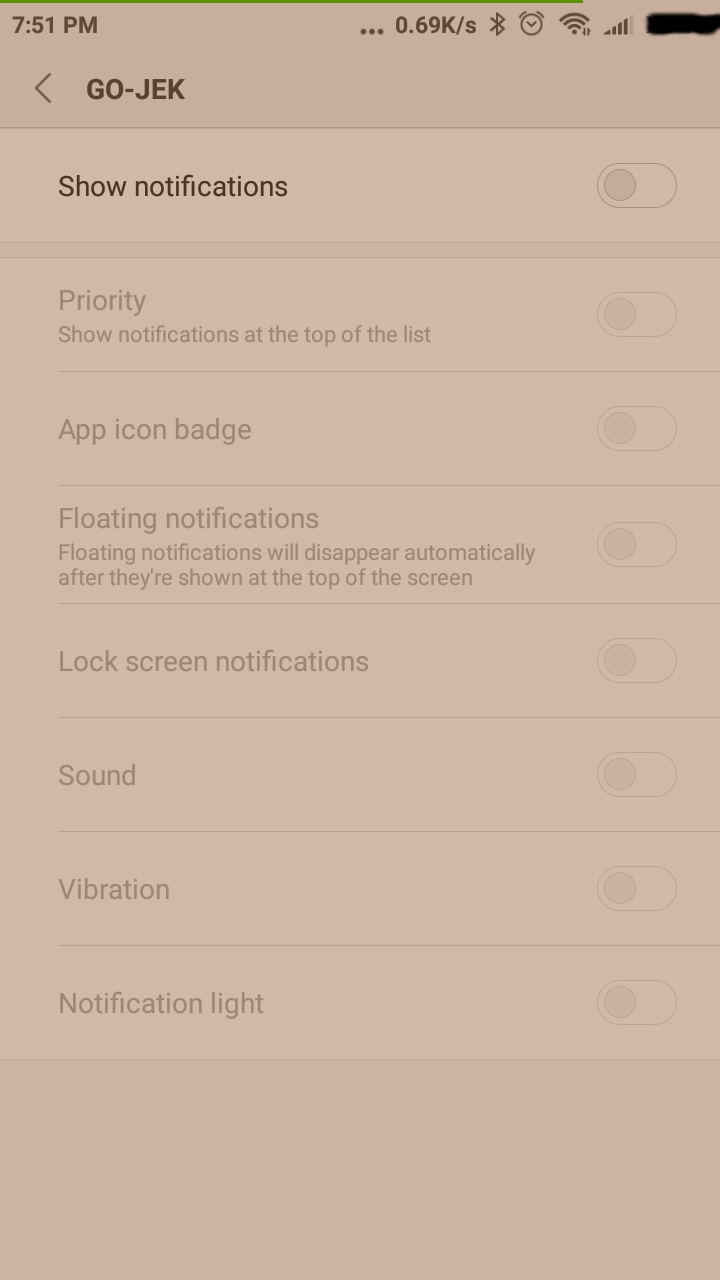 7:51 PM ... 0.69K/s
GO-JEK
Show notifications
Priority
Show notifications at the top of the list
App icon badge
Floating notifications
Floating notifications will disappear automatically
after they're shown at the top of the screen
Lock screen notifications
Sound
Vibration
Notification light